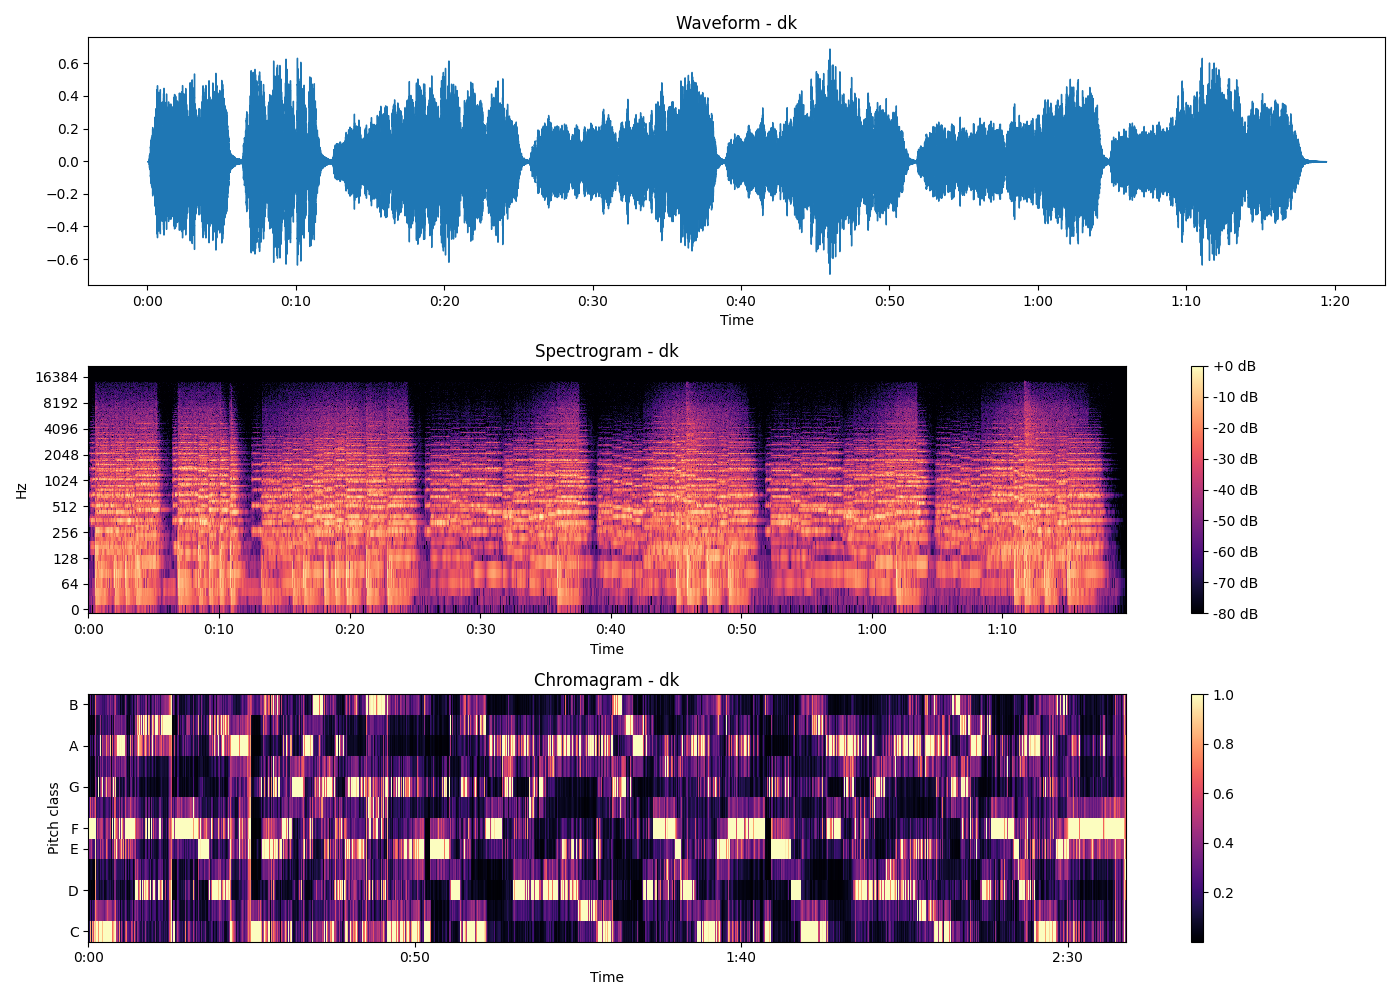 Waveform - dk
0.6
0.4
0.2
0.0
−0.2
−0.4
−0.6
0:00 0:10 0:20 0:30 0:40 0:50 1:00 1:10 1:20
Time
Spectrogram - dk
Hz
16384
8192
4096
2048
1024
512
256
128
64
0
0:00 0:10 0:20 0:30 0:40 0:50 1:00 1:10
Time
+0 dB
-10 dB
-20 dB
-30 dB
-40 dB
-50 dB
-60 dB
-70 dB
-80 dB
Chromagram - dk
Pitch class
B
A
G
F
E
D
C
0:00 0:50 1:40 2:30
Time
1.0
0.8
0.6
0.4
0.2